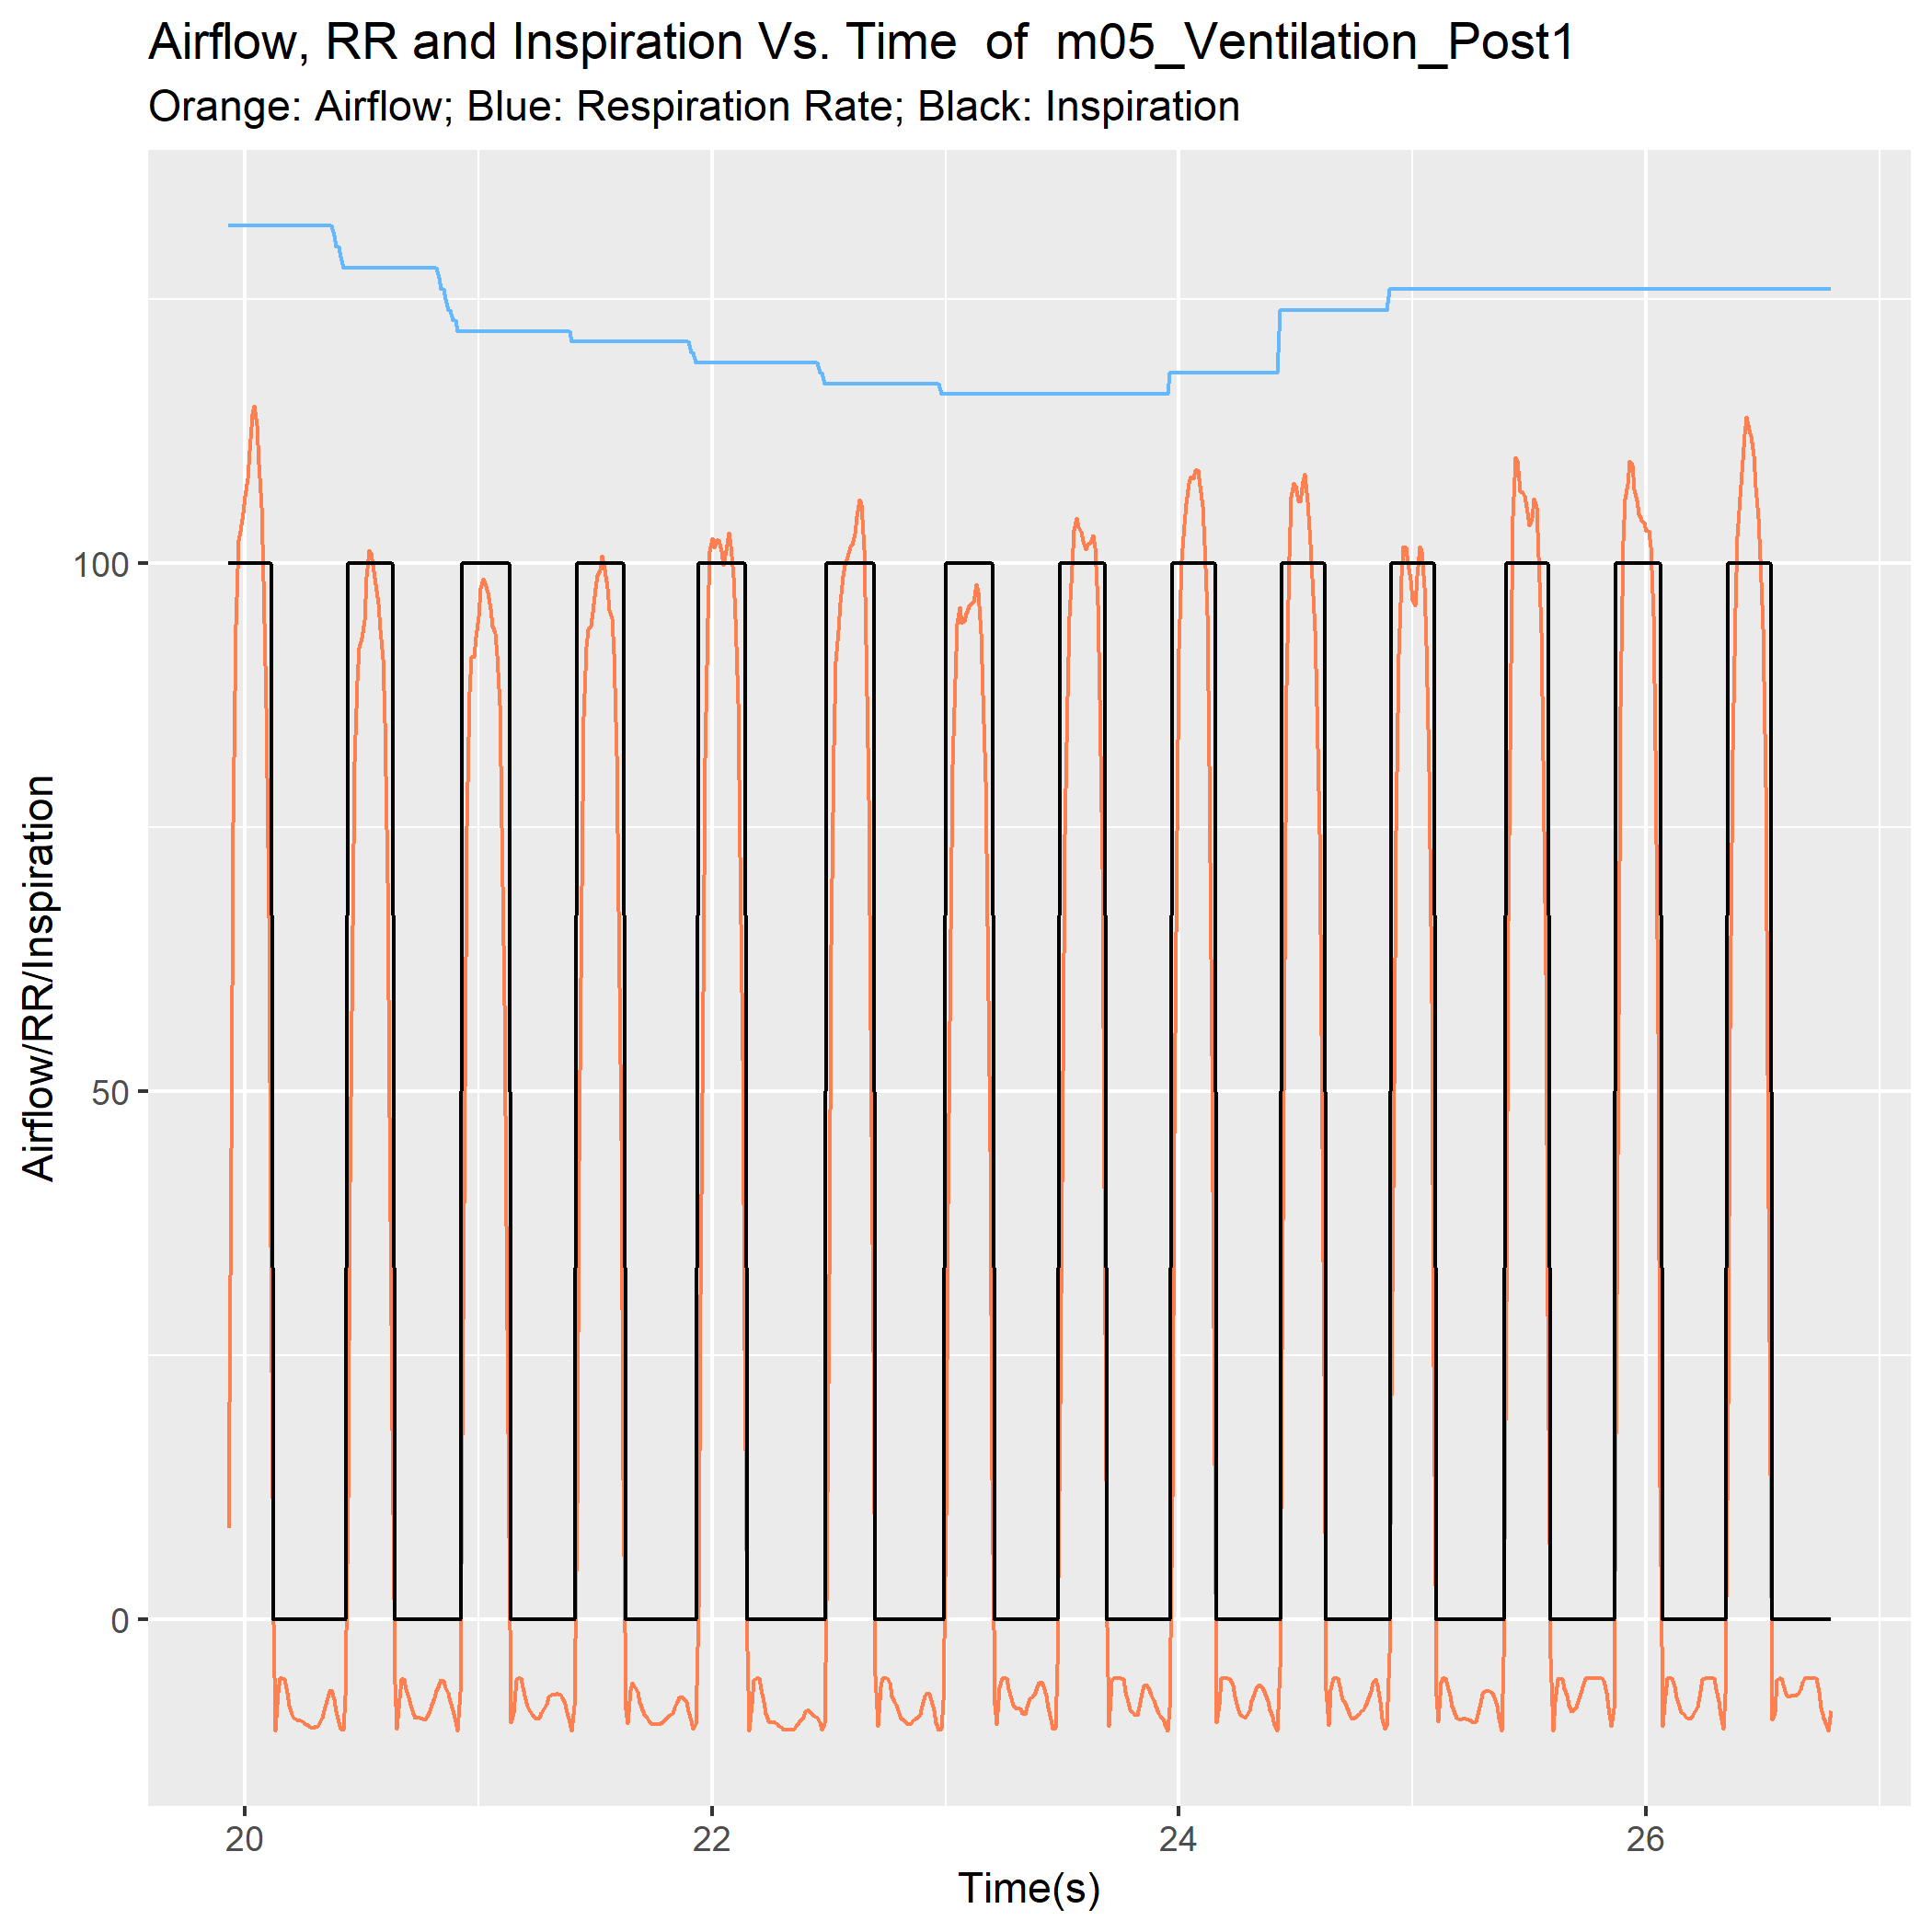 Airflow, RR and Inspiration Vs. Time  of  m05_Ventilation_Post1
Orange: Airflow; Blue: Respiration Rate; Black: Inspiration
Airflow/RR/Inspiration
100
50
0
20 22 24 26
Time(s)